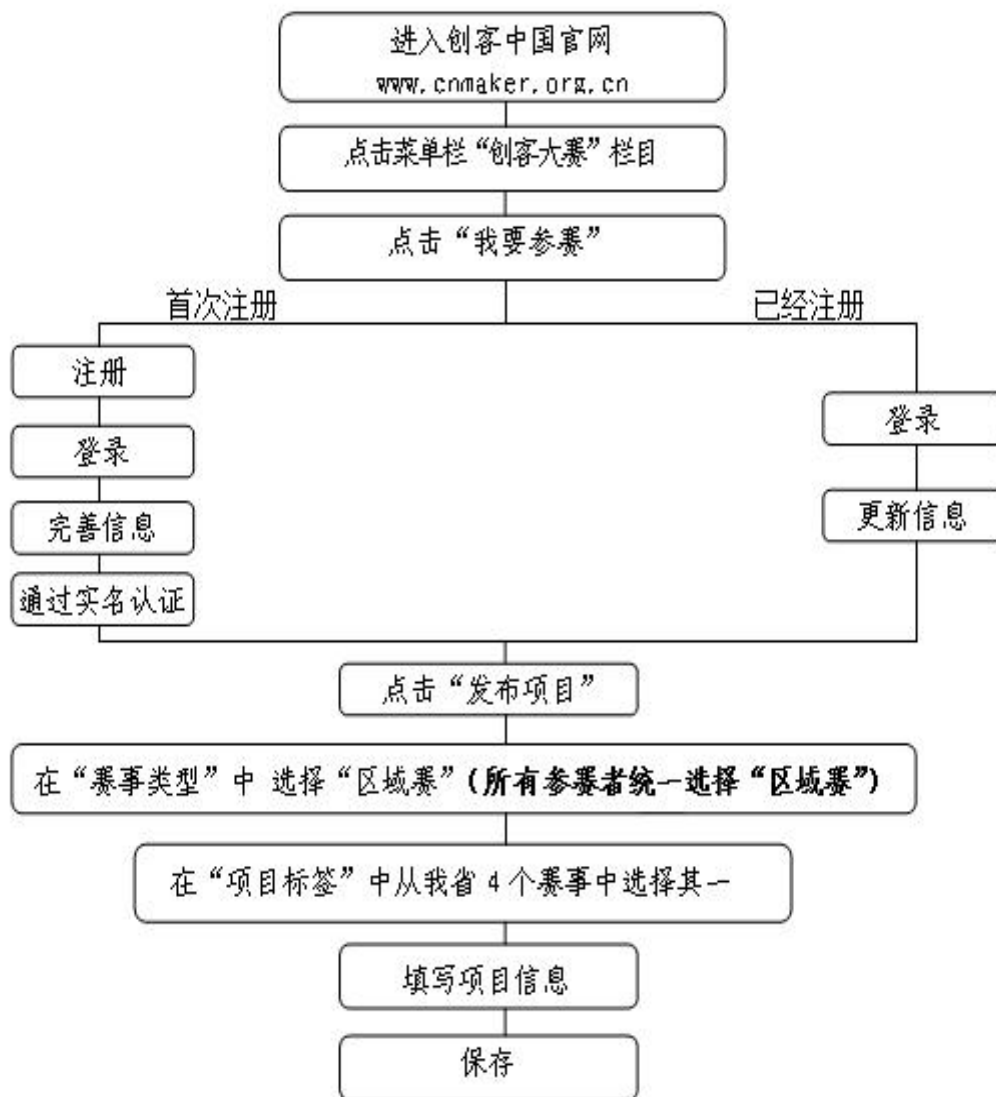 进入创客中国官网
www.cnmaker.org.cn
点击菜单栏“创客大赛”栏目
点击“我要参赛”
首次注册
已经注册
注册
登录
完善信息
通过实名认证
登录
更新信息
点击“发布项目”
在“赛事类型”中 选择“区域赛”(所有参赛者统一选择“区域赛”)
在“项目标签”中从我省 4 个赛事中选择其一
填写项目信息
保存